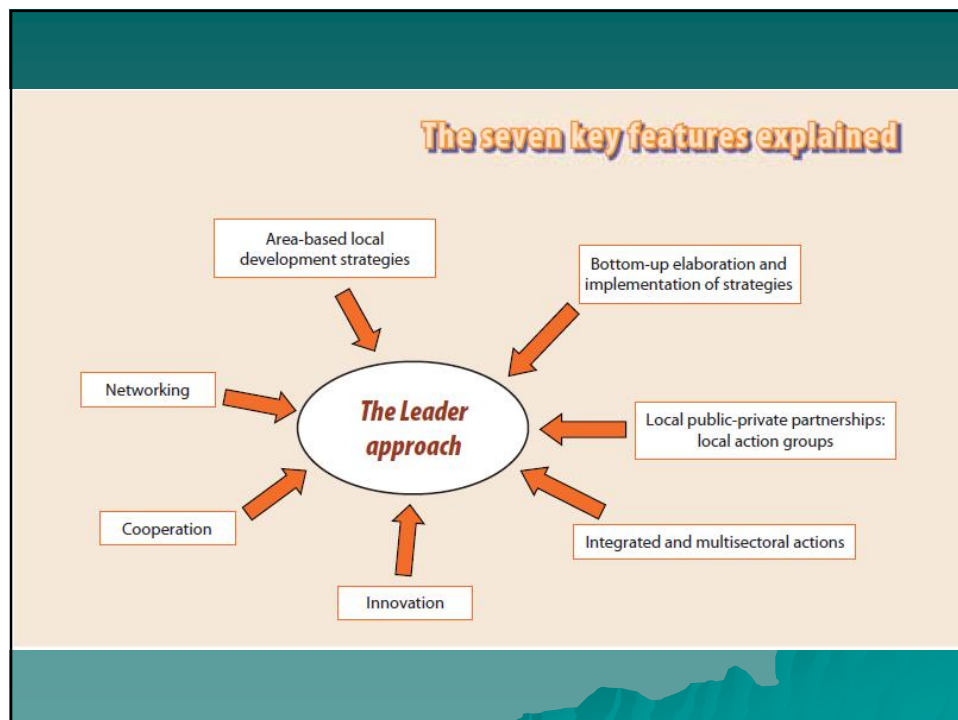 The seven key features explained
Area-based local
development strategies
Bottom-up elaboration and
implementation of strategies
Networking
The Leader
approach
Local public-private partnerships:
local action groups
Cooperation
Integrated and multisectoral actions
Innovation